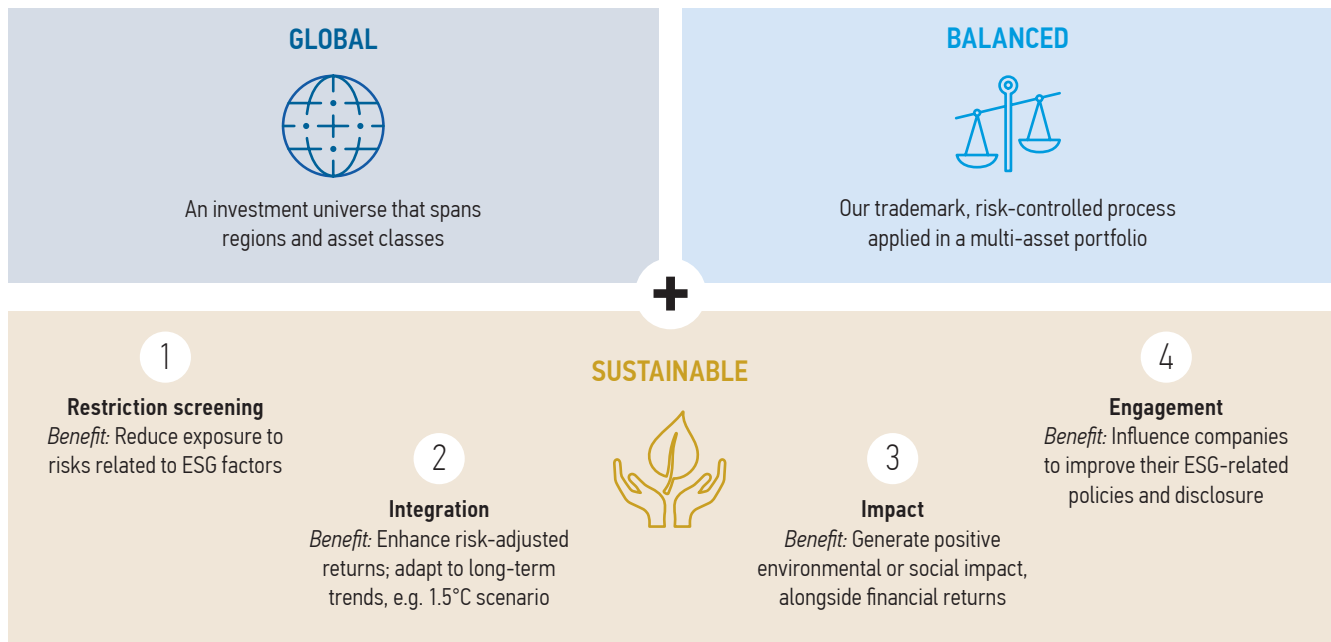 GLOBAL
An investment universe that spans
regions and asset classes
BALANCED
Our trademark, risk-controlled process
applied in a multi-asset portfolio
+
SUSTAINABLE
1
Restriction screening
Benefit: Reduce exposure to
risks related to ESG factors
2
Integration
Benefit: Enhance risk-adjusted
returns; adapt to long-term
trends, e.g. 1.5°C scenario
3
Impact
Benefit: Generate positive
environmental or social impact,
alongside financial returns
4
Engagement
Benefit: Influence companies
to improve their ESG-related
policies and disclosure